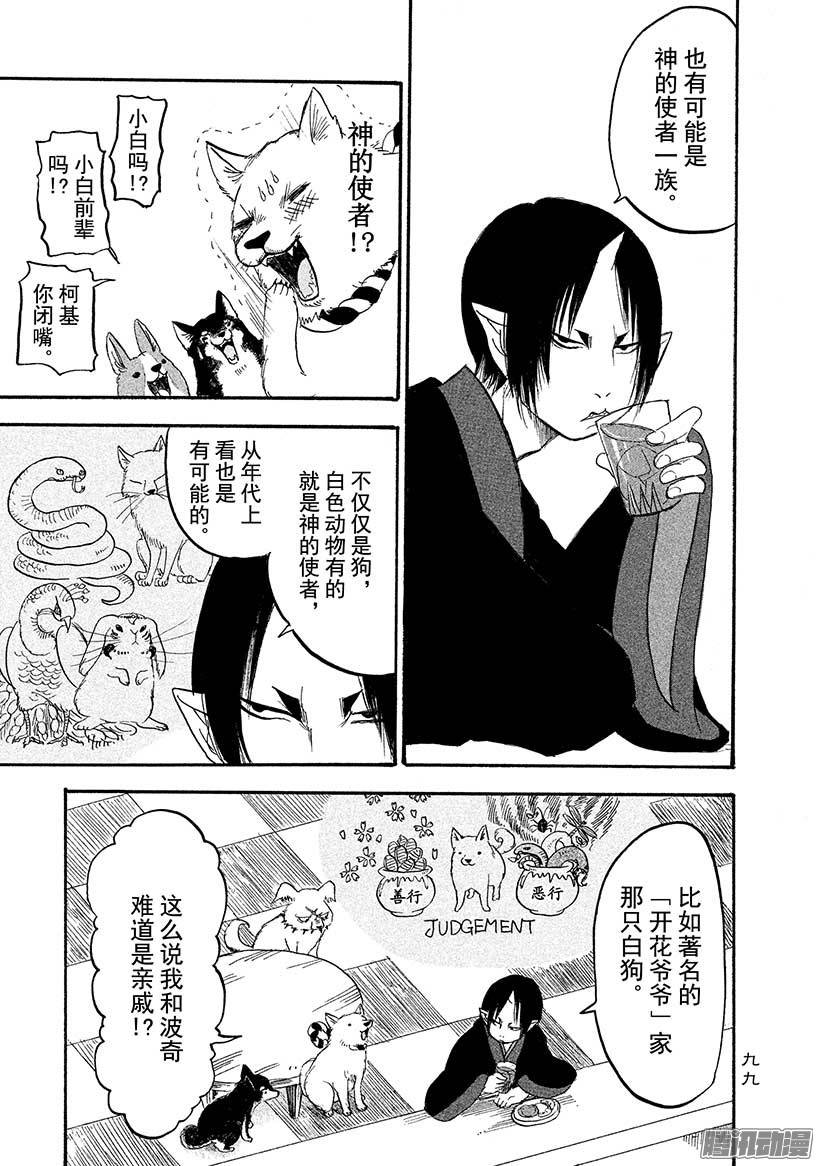 也有可能是
神的使者一族。
神的使者!?
小白吗!?
小白前辈
吗!?
柯基
你闭嘴。
不仅仅是狗，
白色动物有的
就是神的使者，
从年代上
看也是
有可能的。
比如著名的
「开花爷爷」家
那只白狗。
善行
恶行
JUDGEMENT
这么说我和波奇
难道是亲戚!?
九九
腾讯动漫